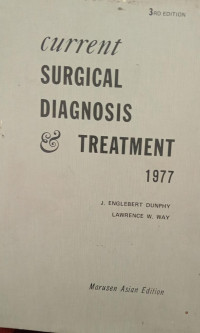 3RD EDITION
current
SURGICAL
DIAGNOSIS
& TREATMENT
1977
J. ENGLEBERT DUNPHY
LAWRENCE W. WAY
Maruzen Asian Edition